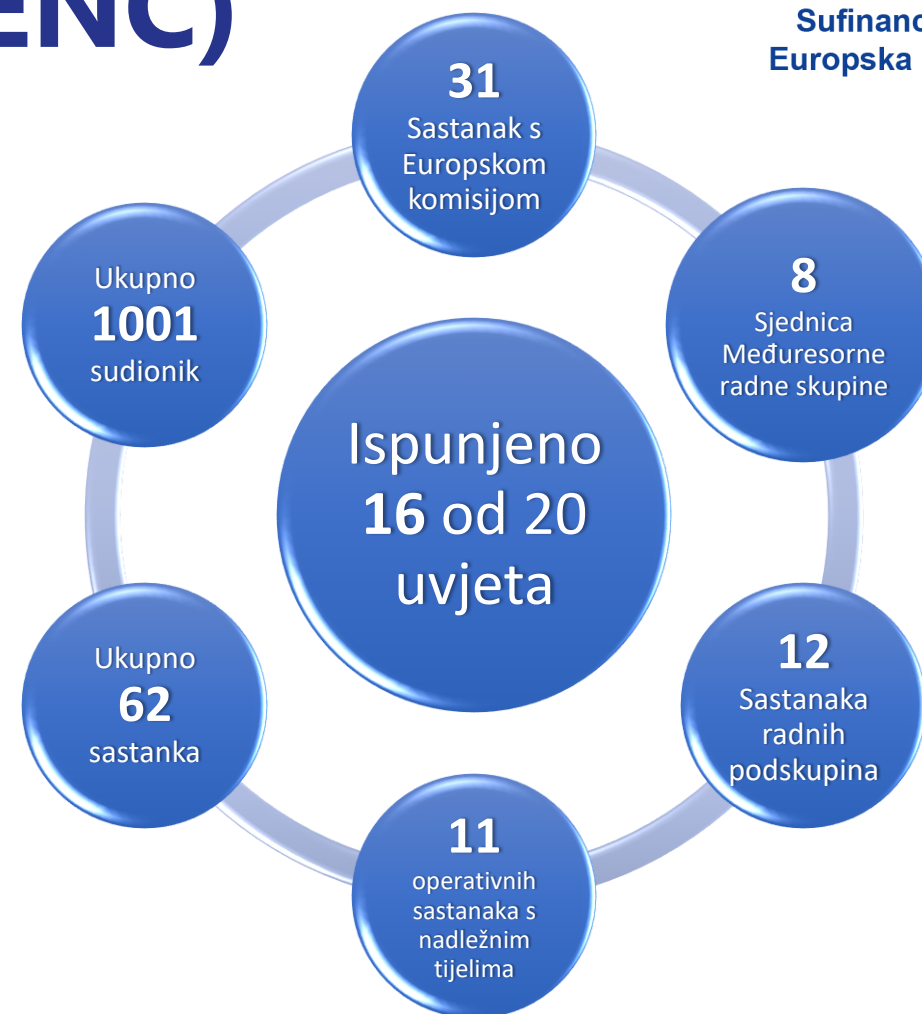 ENC)
Sufinanc
Europska
31
Sastanak s
Europskom
komisijom
8
Sjednica
Međuresorne
radne skupine
12
Sastanaka
radnih
podskupina
11
operativnih
sastanaka s
nadležnim
tijelima
Ukupno
62
sastanka
Ukupno
1001
sudionik
Ispunjeno
16 od 20
uvjeta